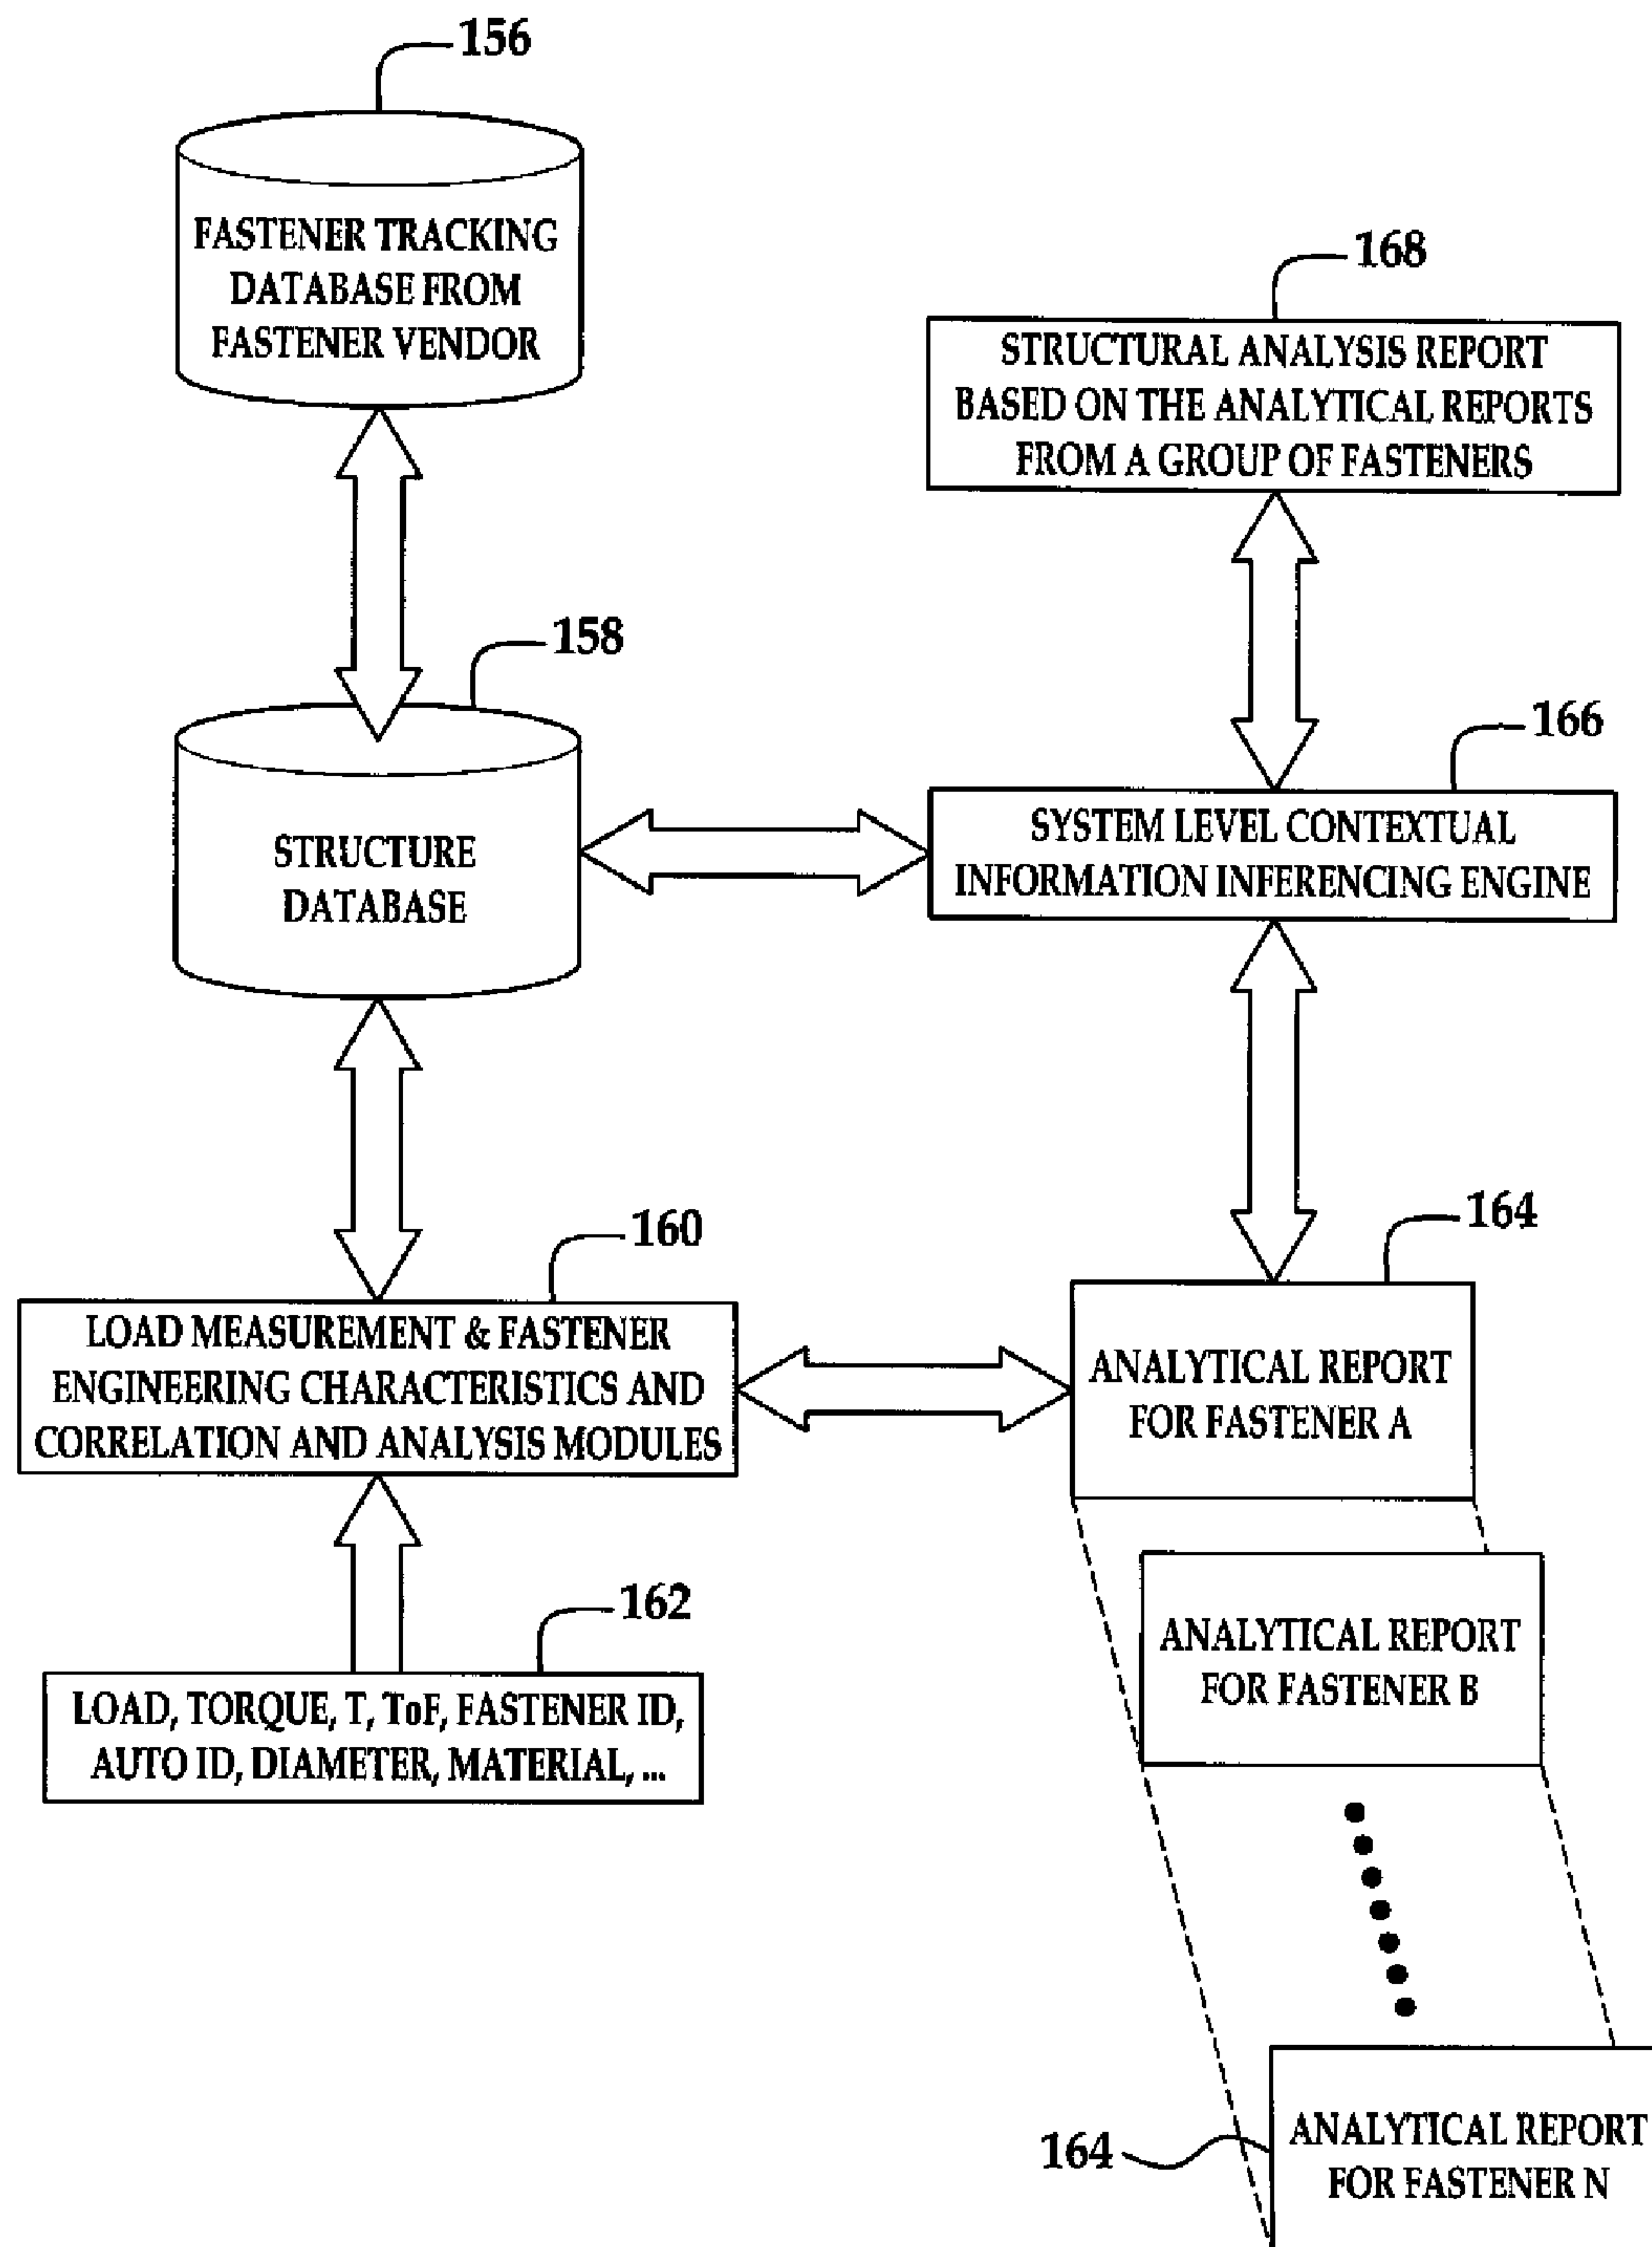 156
FASTENER TRACKING
DATABASE FROM
FASTENER VENDOR
168
STRUCTURAL ANALYSIS REPORT
BASED ON THE ANALYTICAL REPORTS
FROM A GROUP OF FASTENERS
158
STRUCTURE
DATABASE
166
SYSTEM LEVEL CONTEXTUAL
INFORMATION INFERENCING ENGINE
160
LOAD MEASUREMENT & FASTENER
ENGINEERING CHARACTERISTICS AND
CORRELATION AND ANALYSIS MODULES
164
ANALYTICAL REPORT
FOR FASTENER A
162
LOAD, TORQUE, T, ToF, FASTENER ID,
AUTO ID, DIAMETER, MATERIAL, ...
ANALYTICAL REPORT
FOR FASTENER B
164
ANALYTICAL REPORT
FOR FASTENER N